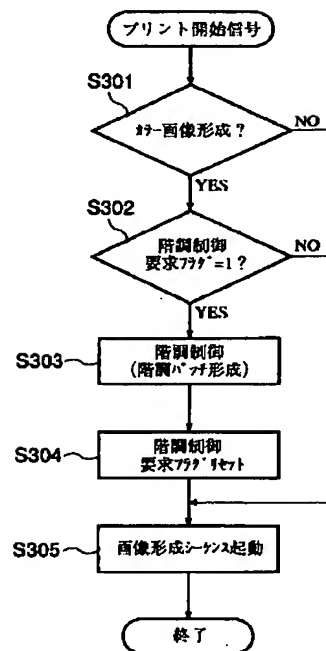 プリント開始信号
S301
カラー画像形成？
NO
YES
S302
階調制御
要求フラグ=1？
NO
YES
S303
階調制御
(階調パッチ形成)
S304
階調制御
要求フラグリセット
S305
画像形成シーケンス起動
終了